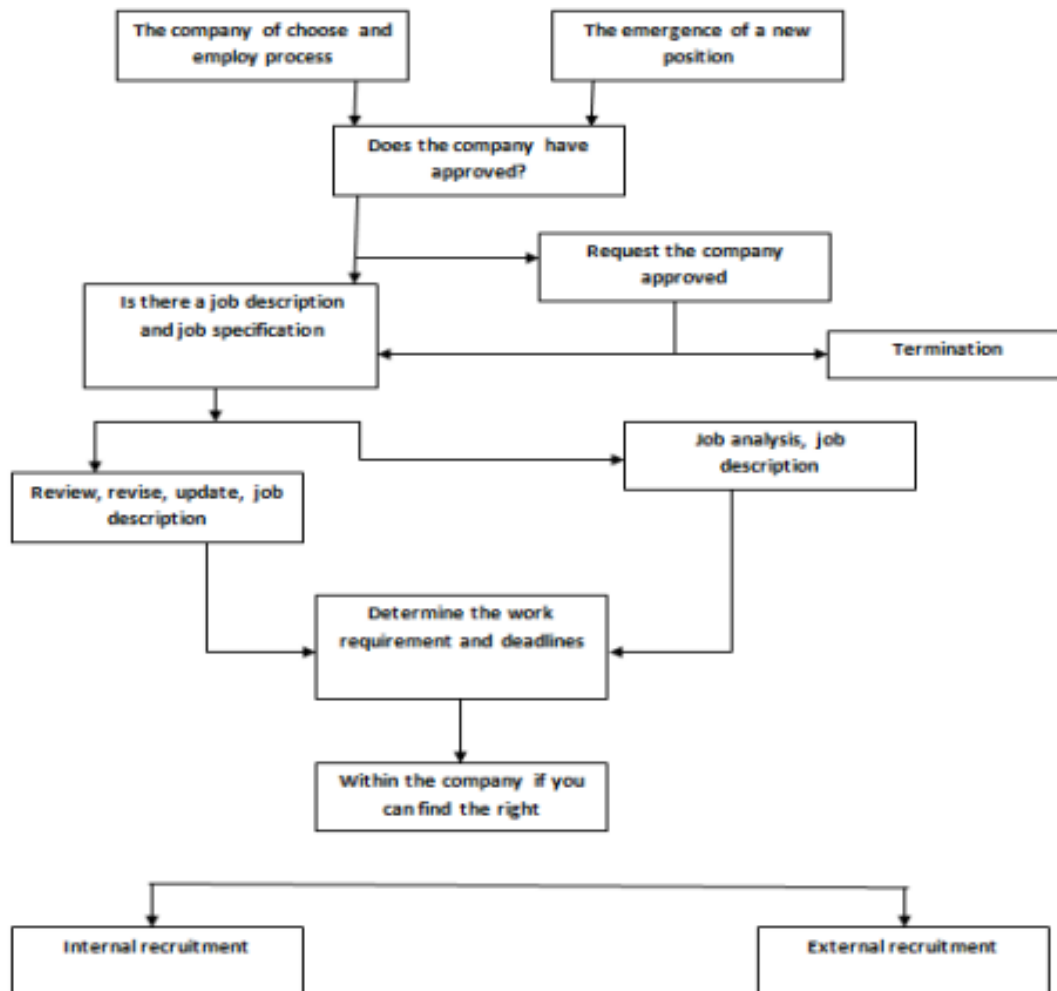 The company of choose and
employ process
The emergence of a new
position
Does the company have
approved?
Request the company
approved
Is there a job description
and job specification
Termination
Job analysis, job
description
Review, revise, update, job
description
Determine the work
requirement and deadlines
Within the company if you
can find the right
Internal recruitment
External recruitment